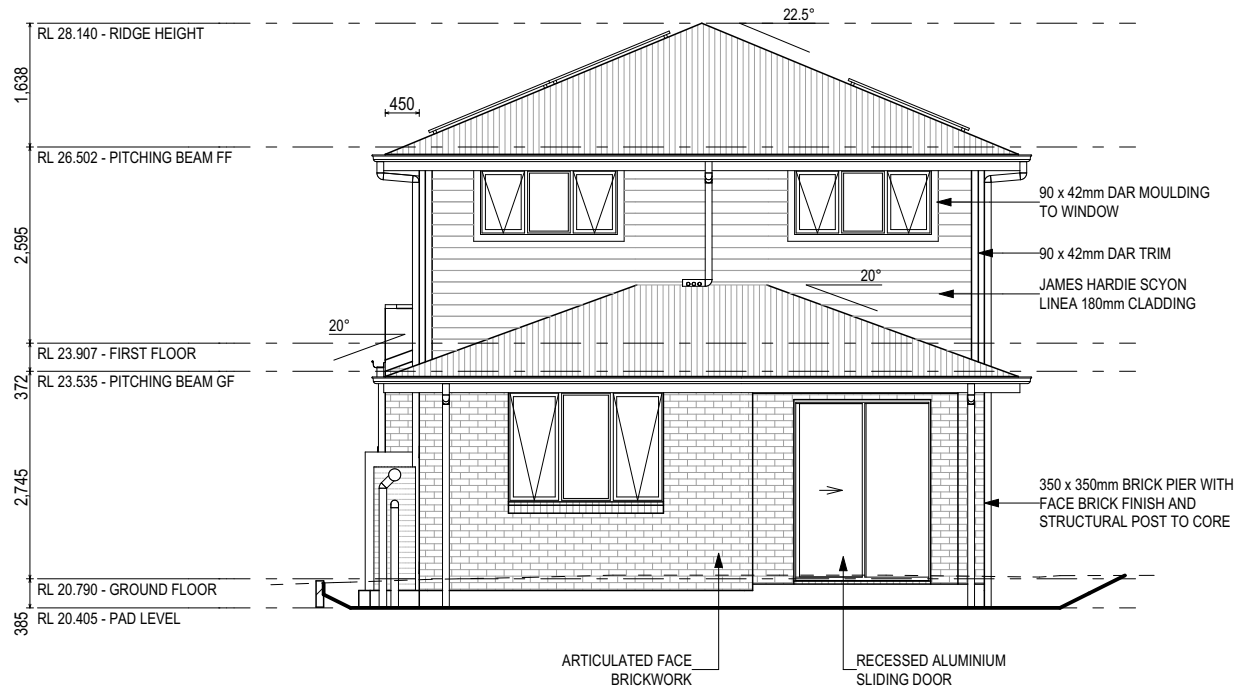 22.5°
RL 28.140 - RIDGE HEIGHT
1,638
450
RL 26.502 - PITCHING BEAM FF
90 x 42mm DAR MOULDING
TO WINDOW
2,595
90 x 42mm DAR TRIM
20°
JAMES HARDIE SCYON
LINEA 180mm CLADDING
20°
RL 23.907 - FIRST FLOOR
372
RL 23.535 - PITCHING BEAM GF
2,745
350 x 350mm BRICK PIER WITH
FACE BRICK FINISH AND
STRUCTURAL POST TO CORE
RL 20.790 - GROUND FLOOR
385
RL 20.405 - PAD LEVEL
ARTICULATED FACE
BRICKWORK
RECESSED ALUMINIUM
SLIDING DOOR